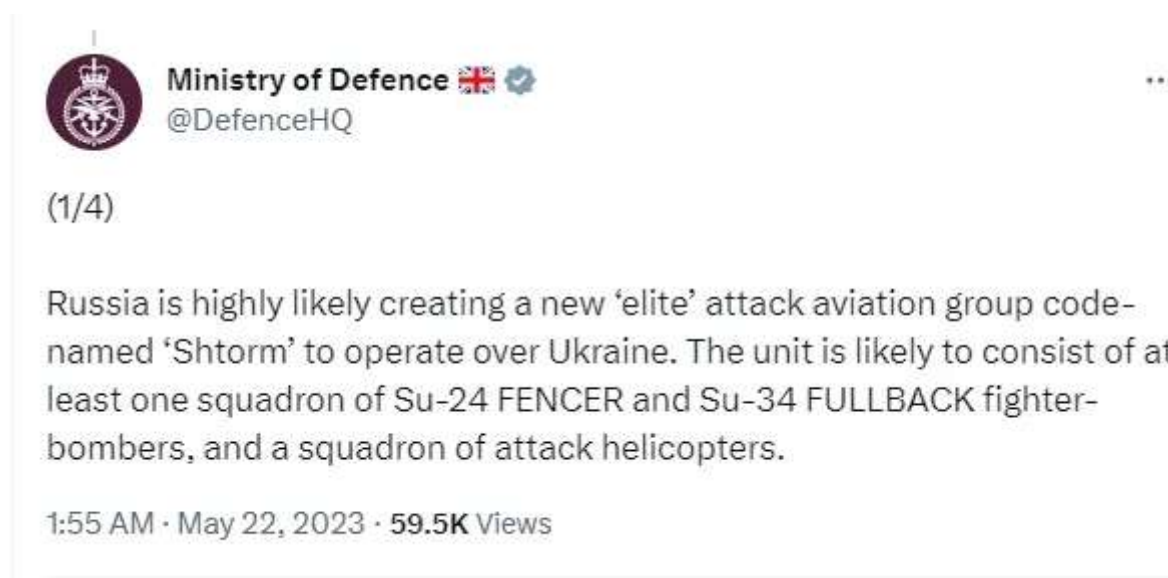 Ministry of Defence 🇬🇧
@DefenceHQ
(1/4)
Russia is highly likely creating a new ‘elite’ attack aviation group code-
named ‘Shtorm’ to operate over Ukraine. The unit is likely to consist of at
least one squadron of Su-24 FENCER and Su-34 FULLBACK fighter-
bombers, and a squadron of attack helicopters.
1:55 AM · May 22, 2023 · 59.5K Views